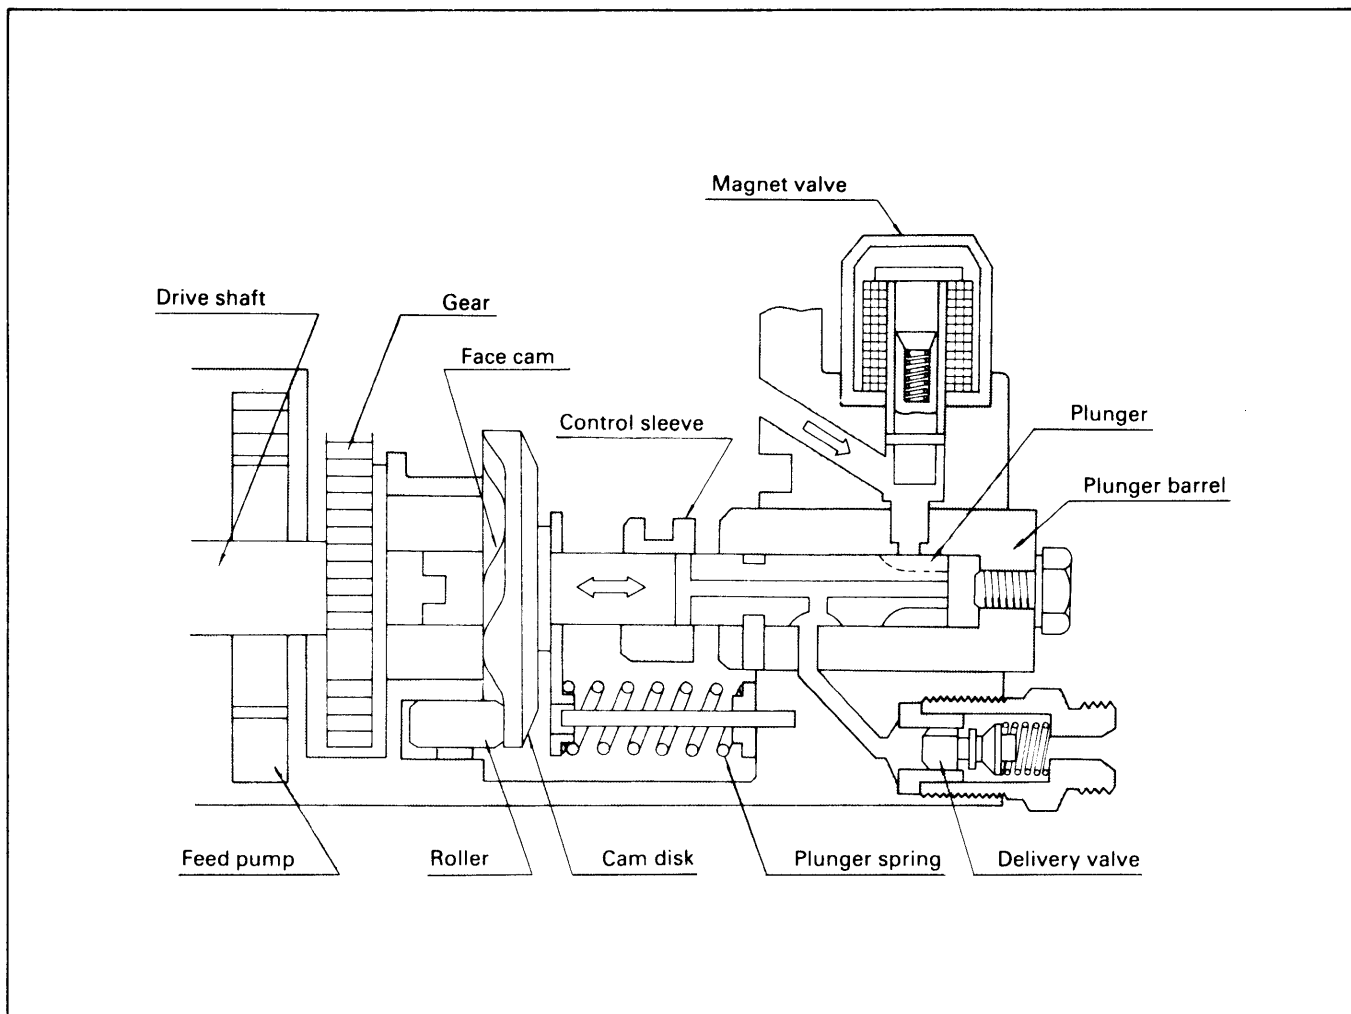 Magnet valve
Drive shaft
Gear
Face cam
Control sleeve
Plunger
Plunger barrel
Feed pump
Roller
Cam disk
Plunger spring
Delivery valve